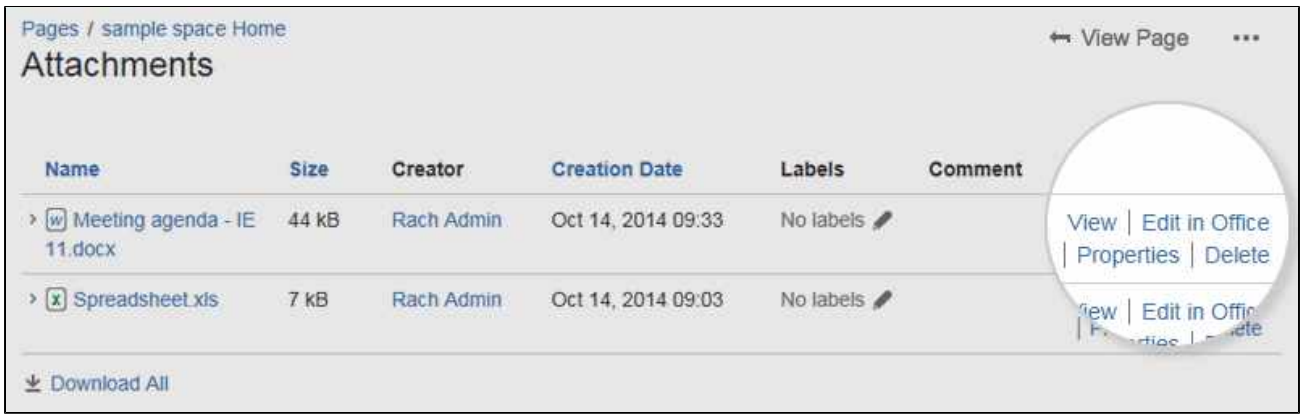 Pages / sample space Home
View Page
Attachments
Name Size Creator Creation Date Labels Comment
Meeting agenda - IE 44 kB Rach Admin Oct 14, 2014 09:33 No labels View | Edit in Office
11.docx | Properties | Delete
Spreadsheet.xls 7 kB Rach Admin Oct 14, 2014 09:03 No labels | Edit in
Download All